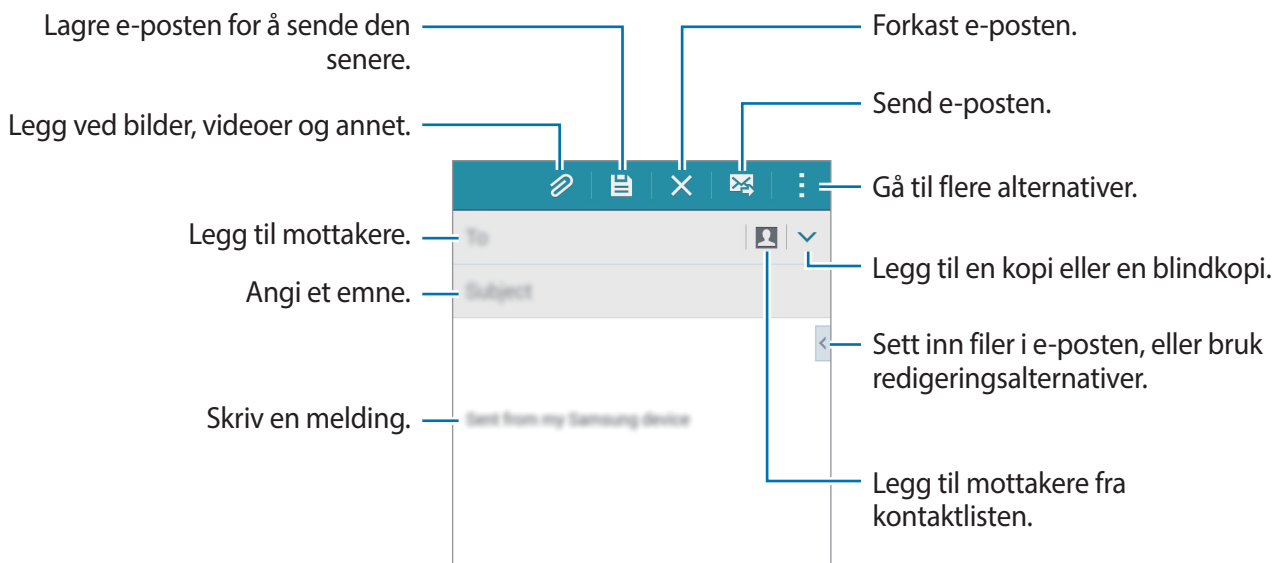 Lagre e-posten for å sende den
senere.
Legg ved bilder, videoer og annet.
Legg til mottakere.
Angi et emne.
Skriv en melding.
To
Subject
Sent from my Samsung device
Forkast e-posten.
Send e-posten.
Gå til flere alternativer.
Legg til en kopi eller en blindkopi.
Sett inn filer i e-posten, eller bruk
redigeringsalternativer.
Legg til mottakere fra
kontaktlisten.